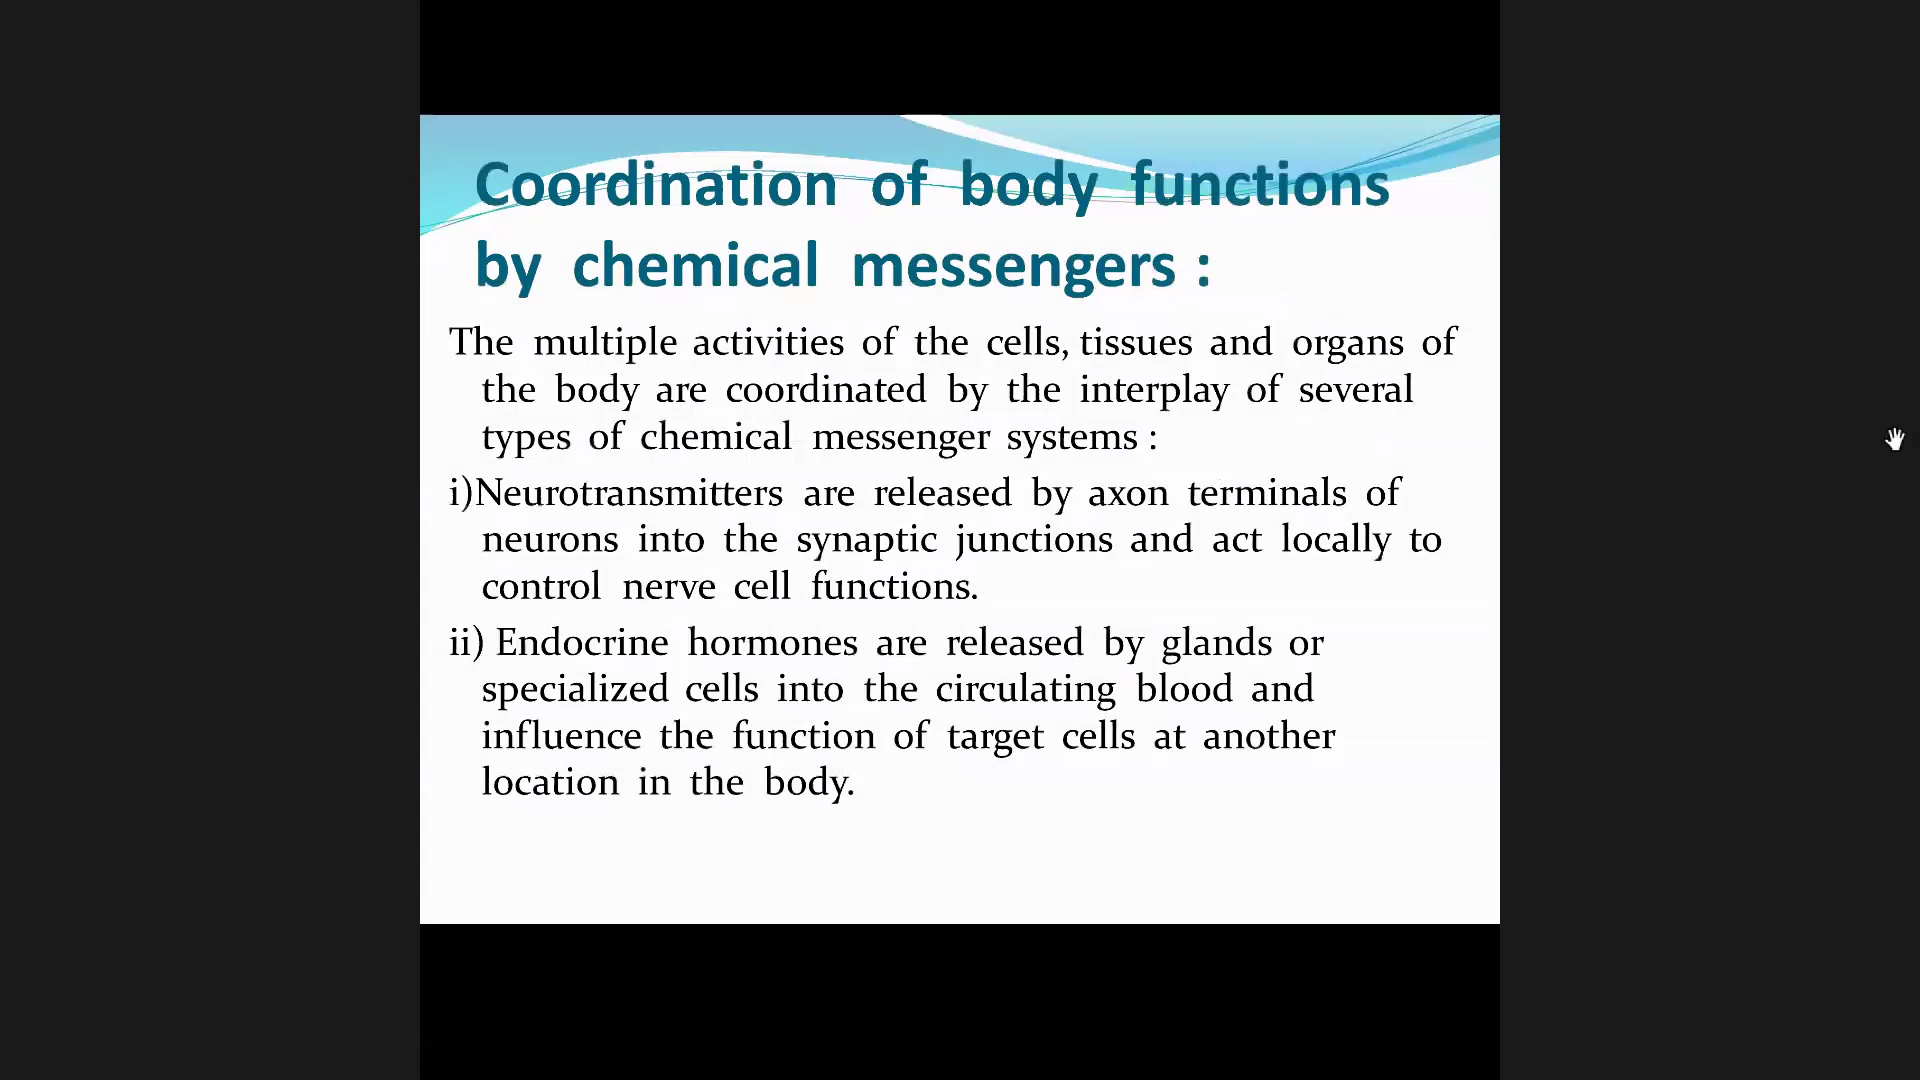 Coordination of body functions
by chemical messengers :
The multiple activities of the cells, tissues and organs of
the body are coordinated by the interplay of several
types of chemical messenger systems :
i)Neurotransmitters are released by axon terminals of
neurons into the synaptic junctions and act locally to
control nerve cell functions.
ii) Endocrine hormones are released by glands or
specialized cells into the circulating blood and
influence the function of target cells at another
location in the body.